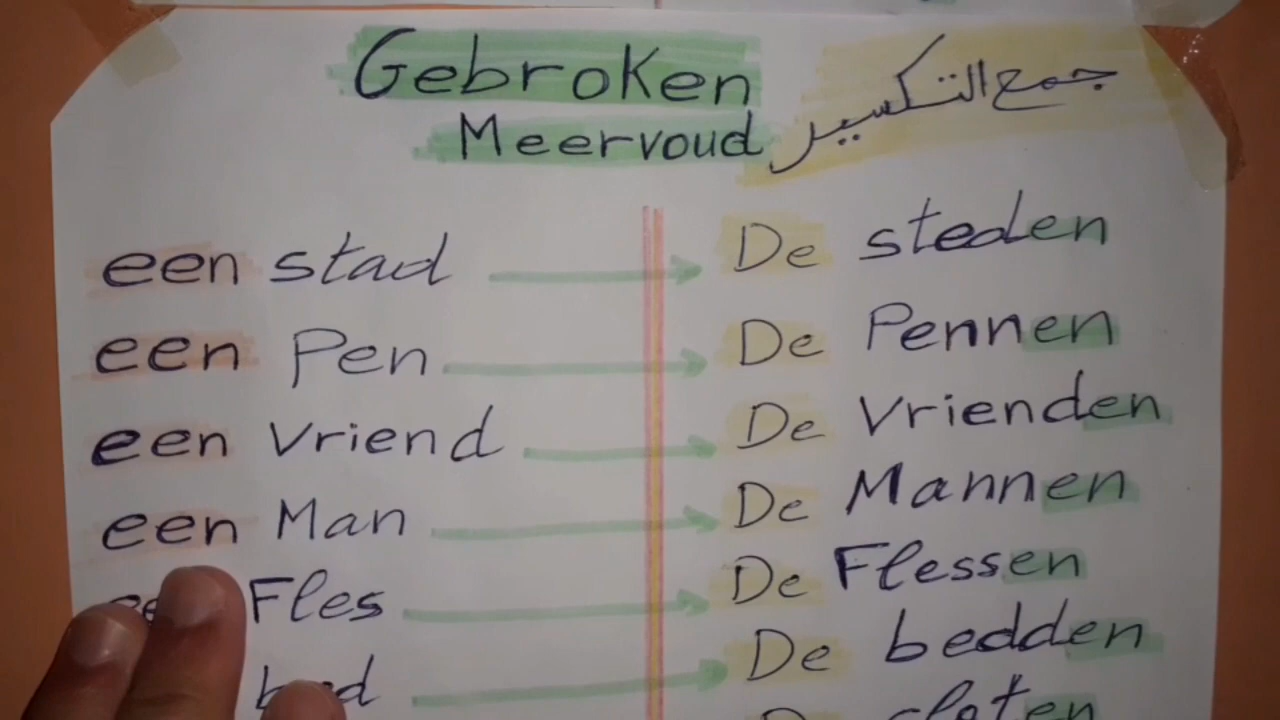 Gebroken جمع التكسير
Meervoud
een stad De steden
een Pen De Pennen
een Vriend De Vrienden
een Man De Mannen
Fles De Flessen
De bedden